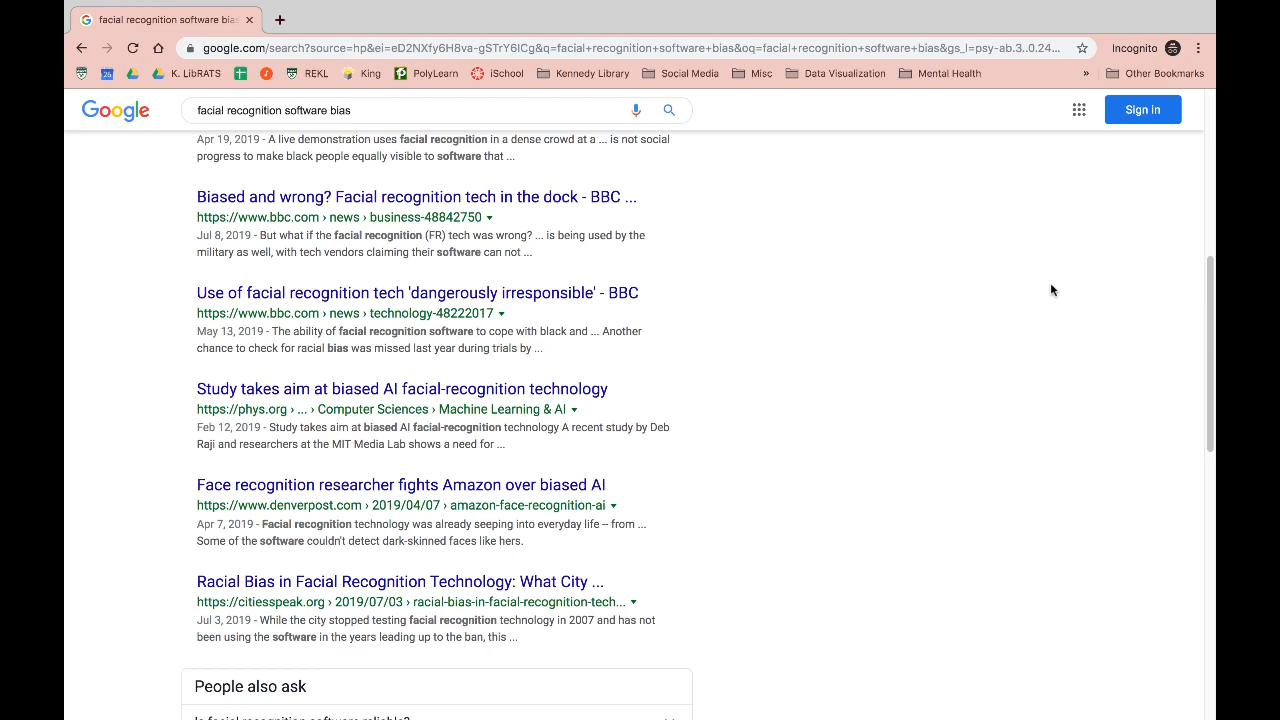 facial recognition software bias
google.com/search?source=hp&ei=eD2NXfy6H8va-gSTrY6ICg&q=facial+recognition+software+bias&oq=facial+recognition+software+bias&gs_l=psy-ab.3..0.24...
Incognito
26 K. LibRATS REKL King PolyLearn iSchool Kennedy Library Social Media Misc Data Visualization Mental Health » Other Bookmarks
Google
facial recognition software bias
Sign in
Apr 19, 2019 - A live demonstration uses facial recognition in a dense crowd at a ... is not social
progress to make black people equally visible to software that ...
Biased and wrong? Facial recognition tech in the dock - BBC ...
https://www.bbc.com › news › business-48842750
Jul 8, 2019 - But what if the facial recognition (FR) tech was wrong? ... is being used by the
military as well, with tech vendors claiming their software can not ...
Use of facial recognition tech 'dangerously irresponsible' - BBC
https://www.bbc.com › news › technology-48222017
May 13, 2019 - The ability of facial recognition software to cope with black and ... Another
chance to check for racial bias was missed last year during trials by ...
Study takes aim at biased AI facial-recognition technology
https://phys.org › ... › Computer Sciences › Machine Learning & AI
Feb 12, 2019 - Study takes aim at biased AI facial-recognition technology A recent study by Deb
Raji and researchers at the MIT Media Lab shows a need for ...
Face recognition researcher fights Amazon over biased AI
https://www.denverpost.com › 2019/04/07 › amazon-face-recognition-ai
Apr 7, 2019 - Facial recognition technology was already seeping into everyday life -- from ...
Some of the software couldn't detect dark-skinned faces like hers.
Racial Bias in Facial Recognition Technology: What City ...
https://citiesspeak.org › 2019/07/03 › racial-bias-in-facial-recognition-tech...
Jul 3, 2019 - While the city stopped testing facial recognition technology in 2007 and has not
been using the software in the years leading up to the ban, this ...
People also ask
Is facial recognition software reliable?